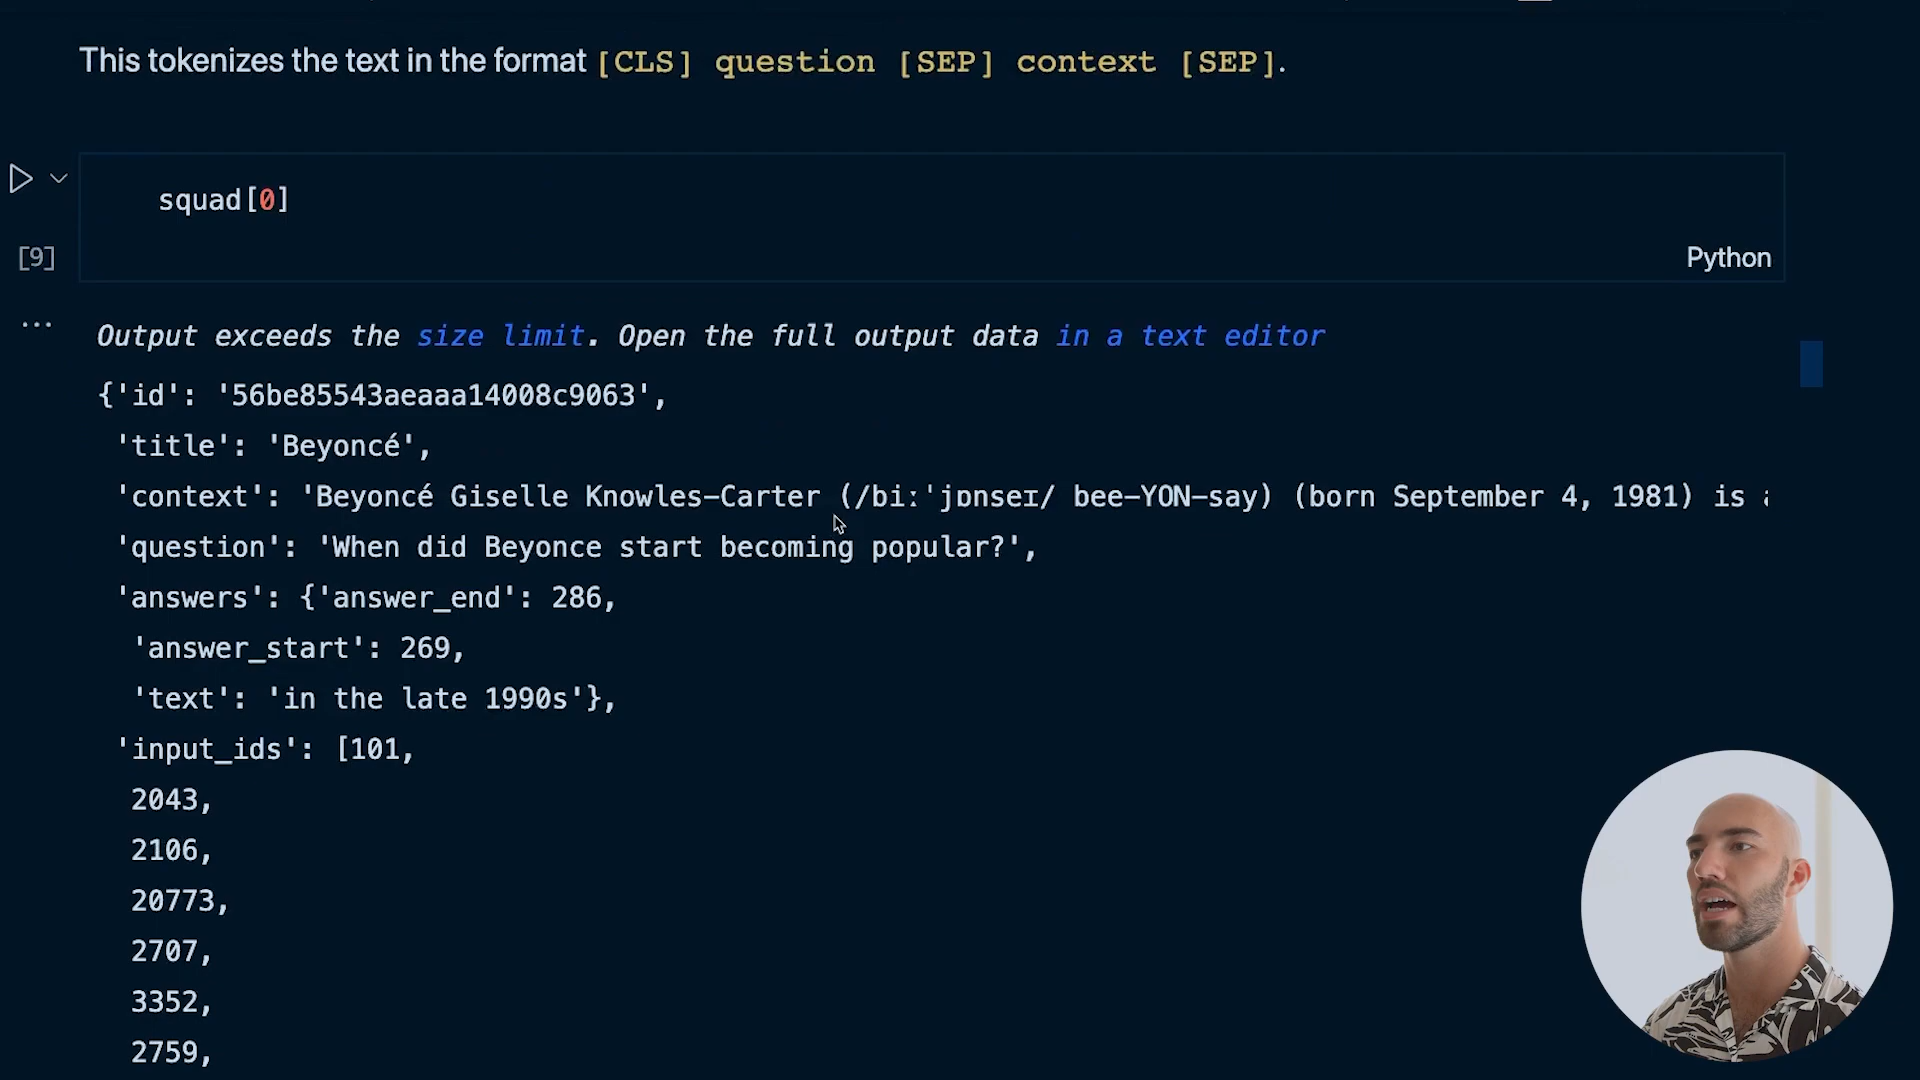 This tokenizes the text in the format [CLS] question [SEP] context [SEP].
squad[0]
[9]
Python
Output exceeds the size limit. Open the full output data in a text editor
{'id': '56be85543aeaaa14008c9063',
'title': 'Beyoncé',
'context': 'Beyoncé Giselle Knowles-Carter (/biːˈjɒnseɪ/ bee-YON-say) (born September 4, 1981) is
'question': 'When did Beyonce start becoming popular?',
'answers': {'answer_end': 286,
'answer_start': 269,
'text': 'in the late 1990s'},
'input_ids': [101,
2043,
2106,
20773,
2707,
3352,
2759,